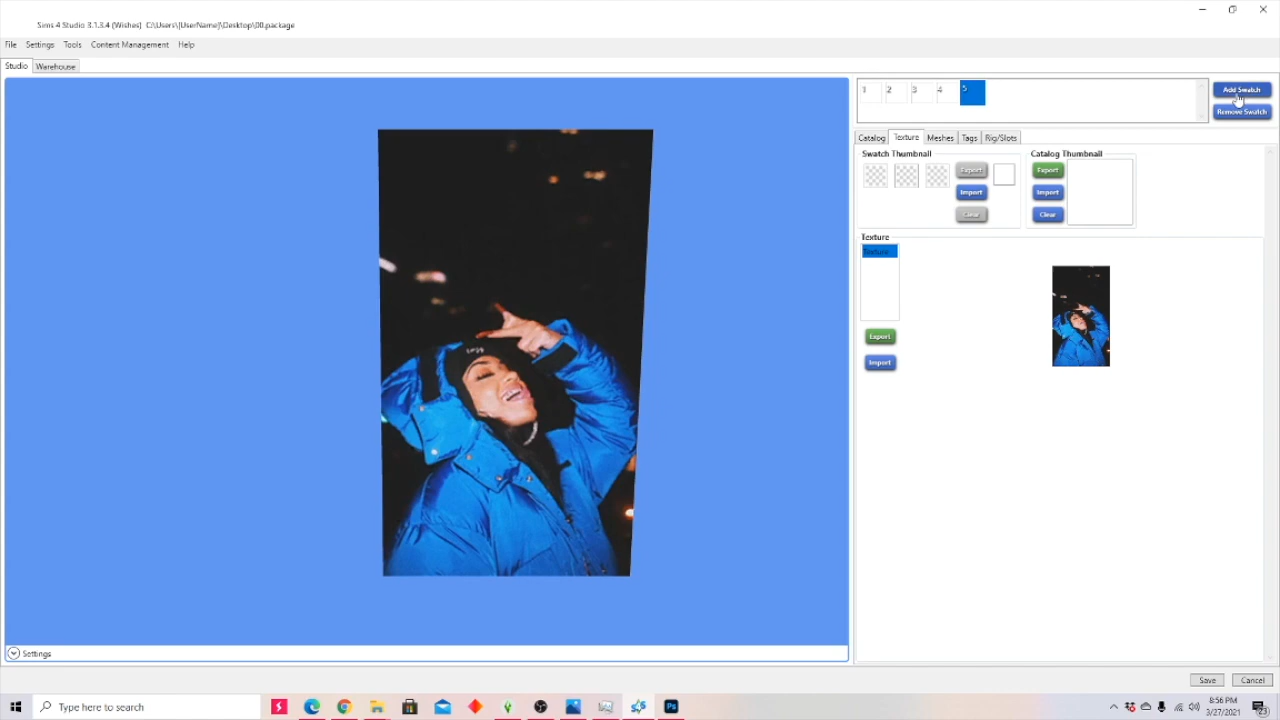 Sims 4 Studio 3.1.3.4 (Wishes) C:\Users\[UserName]\Desktop\00.package
File Settings Tools Content Management Help
Studio Warehouse
1 2 3 4 5
Add Swatch
Remove Swatch
Catalog Texture Meshes Tags Rig/Slots
Swatch Thumbnail
Export
Import
Clear
Catalog Thumbnail
Export
Import
Clear
Texture
Texture
Export
Import
Settings
Save Cancel
Type here to search
Ps
8:56 PM
3/27/2021
23